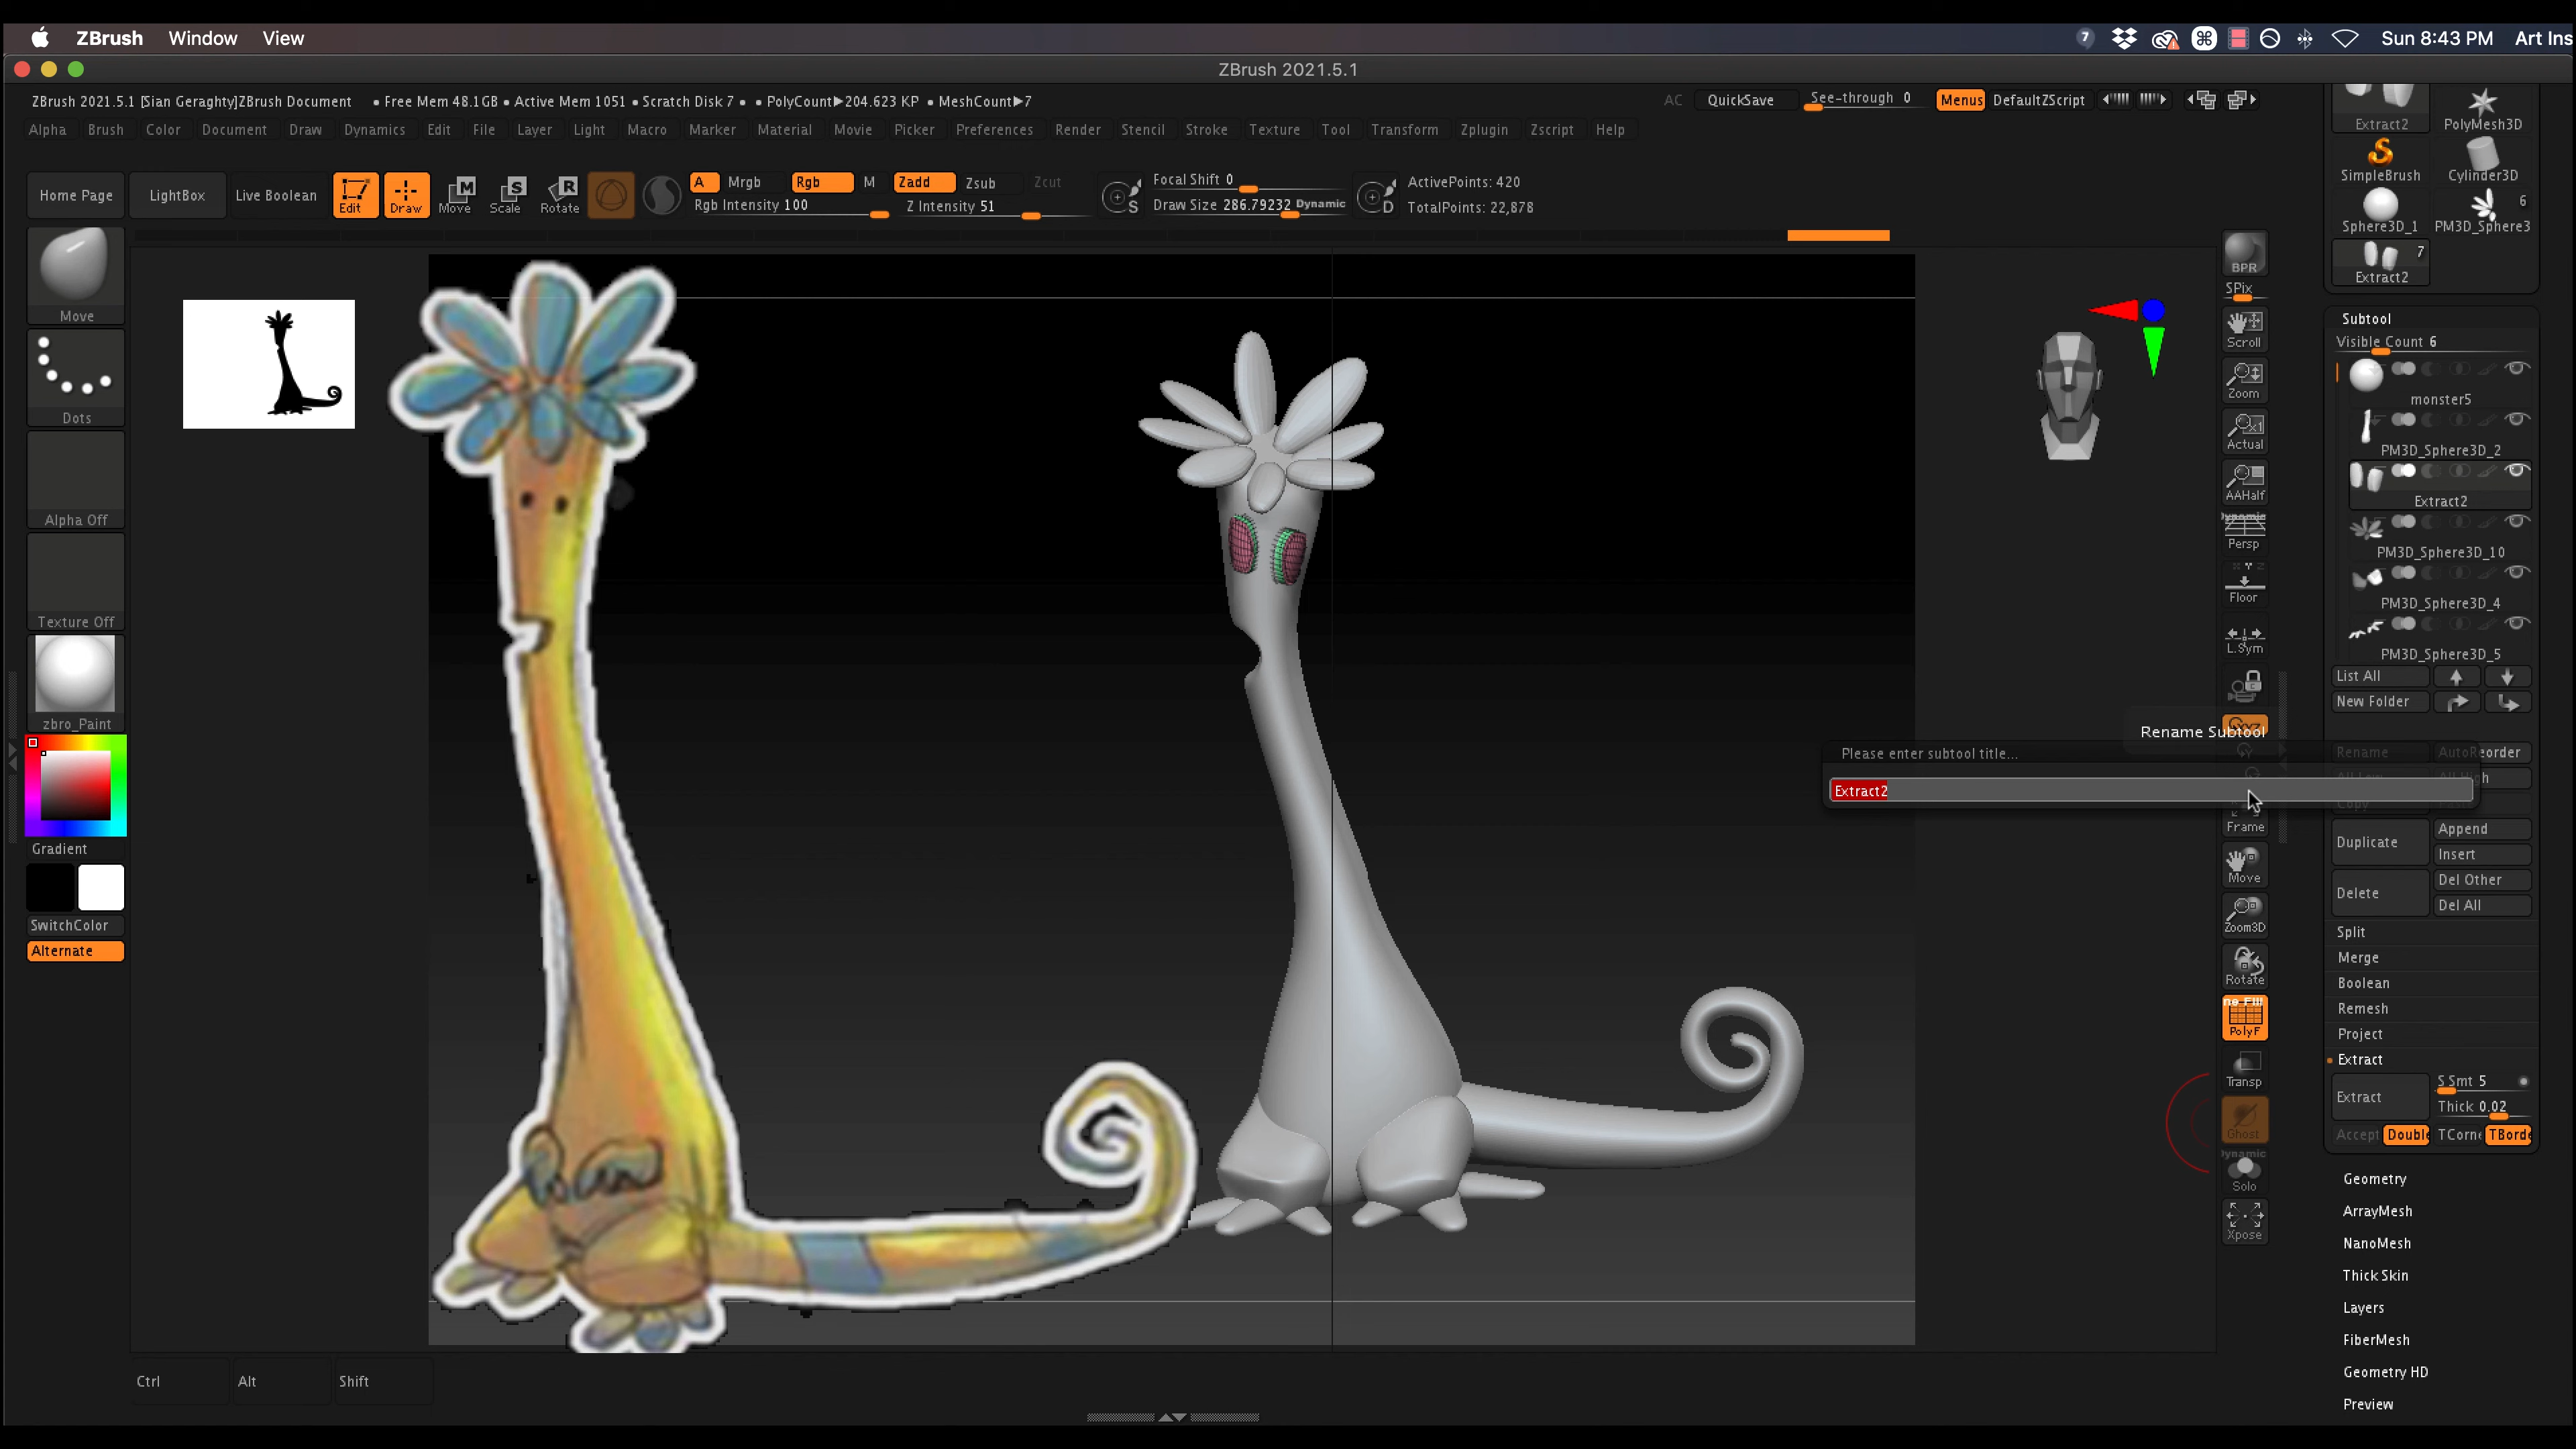 ZBrush Window View
7 Sun 8:43 PM Art Ins
ZBrush 2021.5.1
ZBrush 2021.5.1 [Sian Geraghty]ZBrush Document • Free Mem 48.1GB • Active Mem 1051 • Scratch Disk 7 • • PolyCount▶204.623 KP • MeshCount▶7
AC QuickSave See-through 0 Menus DefaultZScript
Alpha Brush Color Document Draw Dynamics Edit File Layer Light Macro Marker Material Movie Picker Preferences Render Stencil Stroke Texture Tool Transform Zplugin Zscript Help
Home Page LightBox Live Boolean Edit Draw Move Scale Rotate
A Mrgb Rgb M Zadd Zsub Zcut
Rgb Intensity 100 Z Intensity 51
Focal Shift 0
Draw Size 286.79232 Dynamic
ActivePoints: 420
TotalPoints: 22,878
Move
Dots
Alpha Off
Texture Off
zbro_Paint
Gradient
SwitchColor
Alternate
Ctrl Alt Shift
BPR
SPix
Scroll
Zoom
Actual
AAHalf
Dynamic
Persp
Floor
L.Sym
Frame
Move
Zoom3D
Rotate
ne Fill
PolyF
Transp
Ghost
Dynamic
Solo
Xpose
Rename Subtool
Please enter subtool title...
Extract2
Extract2 PolyMesh3D
SimpleBrush Cylinder3D
6
Sphere3D_1 PM3D_Sphere3
7
Extract2
Subtool
Visible Count 6
monster5
PM3D_Sphere3D_2
Extract2
PM3D_Sphere3D_10
PM3D_Sphere3D_4
PM3D_Sphere3D_5
List All
New Folder
Rename AutoReorder
Copy
Duplicate Append
Insert
Delete Del Other
Del All
Split
Merge
Boolean
Remesh
Project
Extract
Extract S Smt 5
Thick 0.02
Accept Double TCorne TBorde
Geometry
ArrayMesh
NanoMesh
Thick Skin
Layers
FiberMesh
Geometry HD
Preview